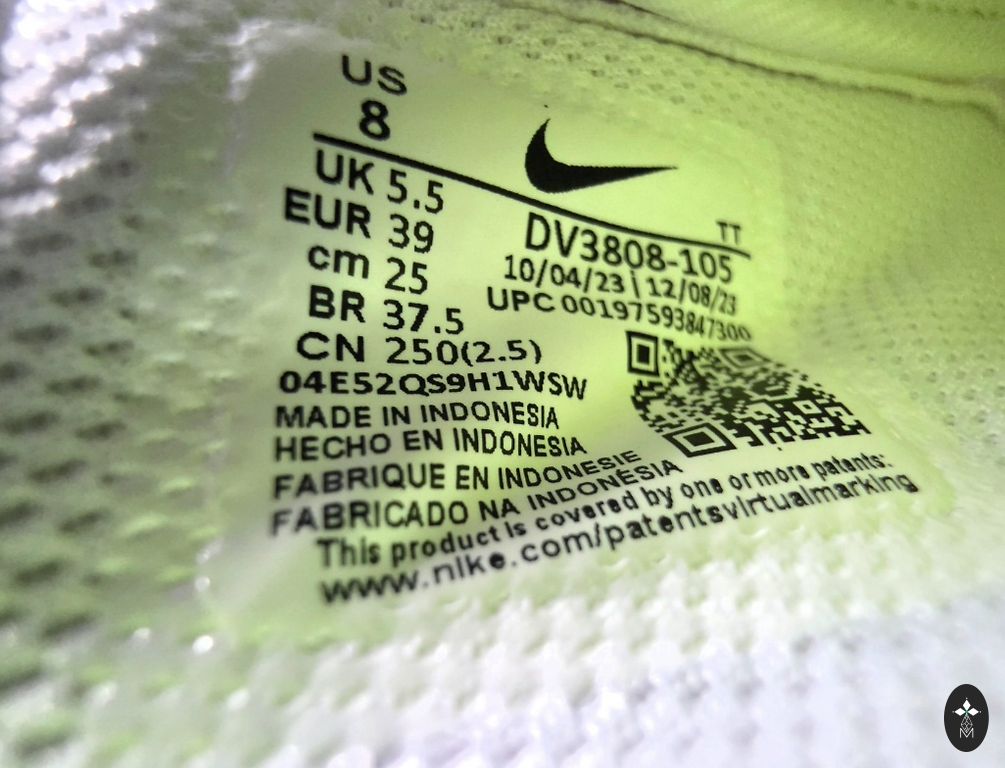 US
8
UK 5.5
EUR 39
cm 25
BR 37.5
CN 250(2.5)
TT
DV3808-105
10/04/23 | 12/08/23
UPC 00197593847300
04E52QS9H1WSW
MADE IN INDONESIA
HECHO EN INDONESIA
FABRIQUE EN INDONESIE
FABRICADO NA INDONÉSIA
This product is covered by one or more patents:
www.nike.com/patentsvirtualmarking
M